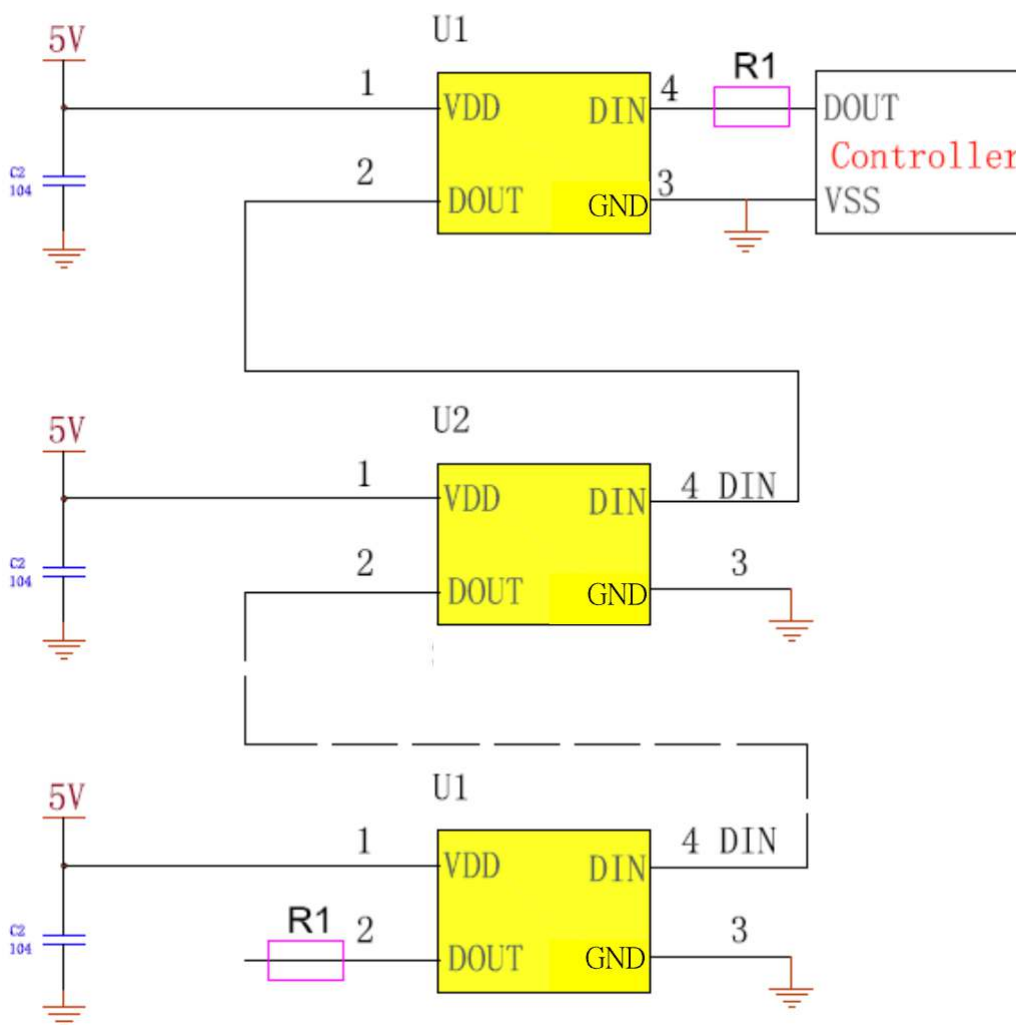 U1
5V
1
VDD
DIN
4
R1
DOUT
Controller
C2
104
2
DOUT
GND
3
VSS
U2
5V
1
VDD
DIN
4 DIN
C2
104
2
DOUT
GND
3
U1
5V
1
VDD
DIN
4 DIN
C2
104
R1
2
DOUT
GND
3